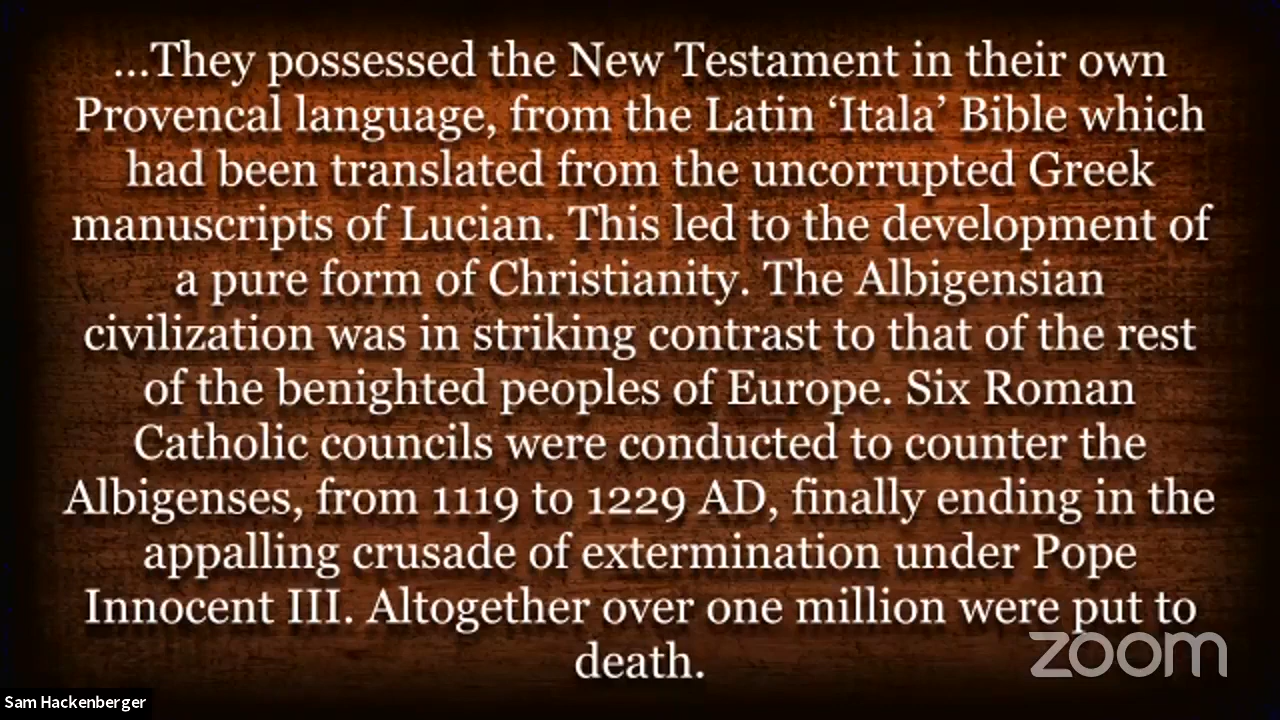 ...They possessed the New Testament in their own
Provencal language, from the Latin ‘Itala’ Bible which
had been translated from the uncorrupted Greek
manuscripts of Lucian. This led to the development of
a pure form of Christianity. The Albigensian
civilization was in striking contrast to that of the rest
of the benighted peoples of Europe. Six Roman
Catholic councils were conducted to counter the
Albigenses, from 1119 to 1229 AD, finally ending in the
appalling crusade of extermination under Pope
Innocent III. Altogether over one million were put to
death.
zoom
Sam Hackenberger